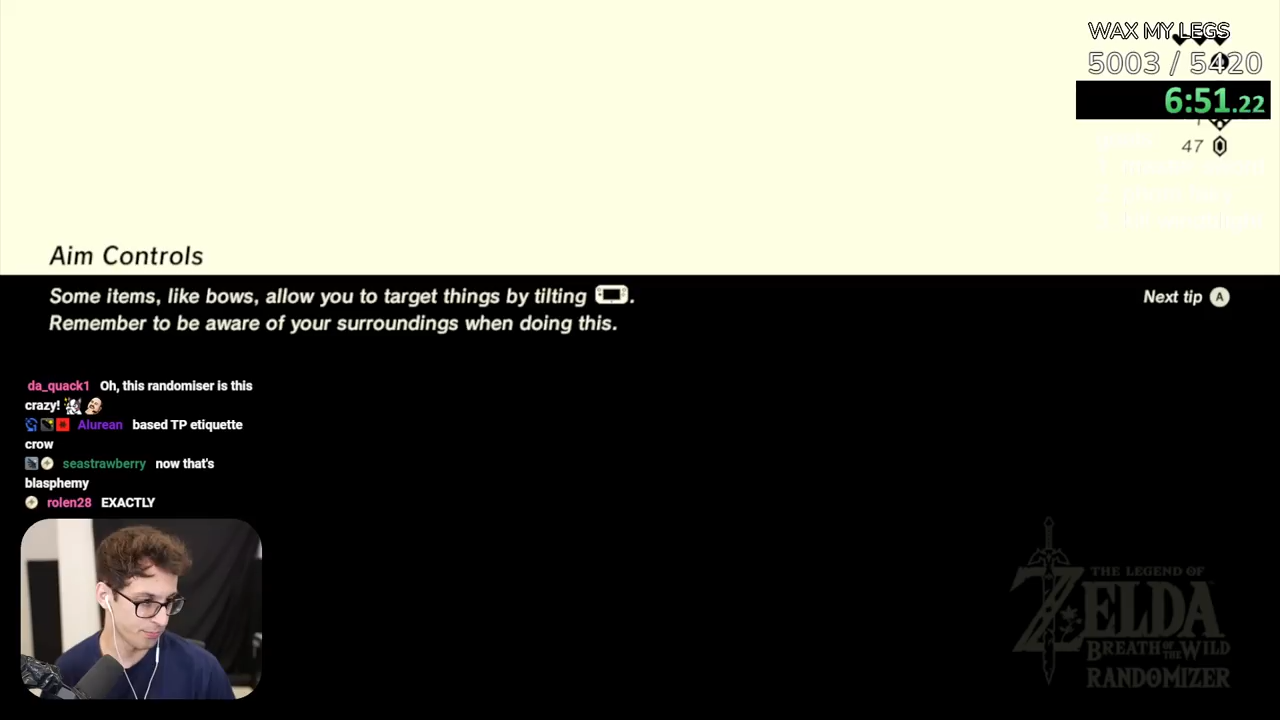 WAX MY LEGS
5003 / 5420
6:51.22
47
Aim Controls
Some items, like bows, allow you to target things by tilting .
Remember to be aware of your surroundings when doing this.
Next tip A
da_quack1 Oh, this randomiser is this
crazy!
Alurean based TP etiquette
crow
seastrawberry now that's
blasphemy
rolen28 EXACTLY
THE LEGEND OF
ZELDA
BREATH OF THE WILD
RANDOMIZER